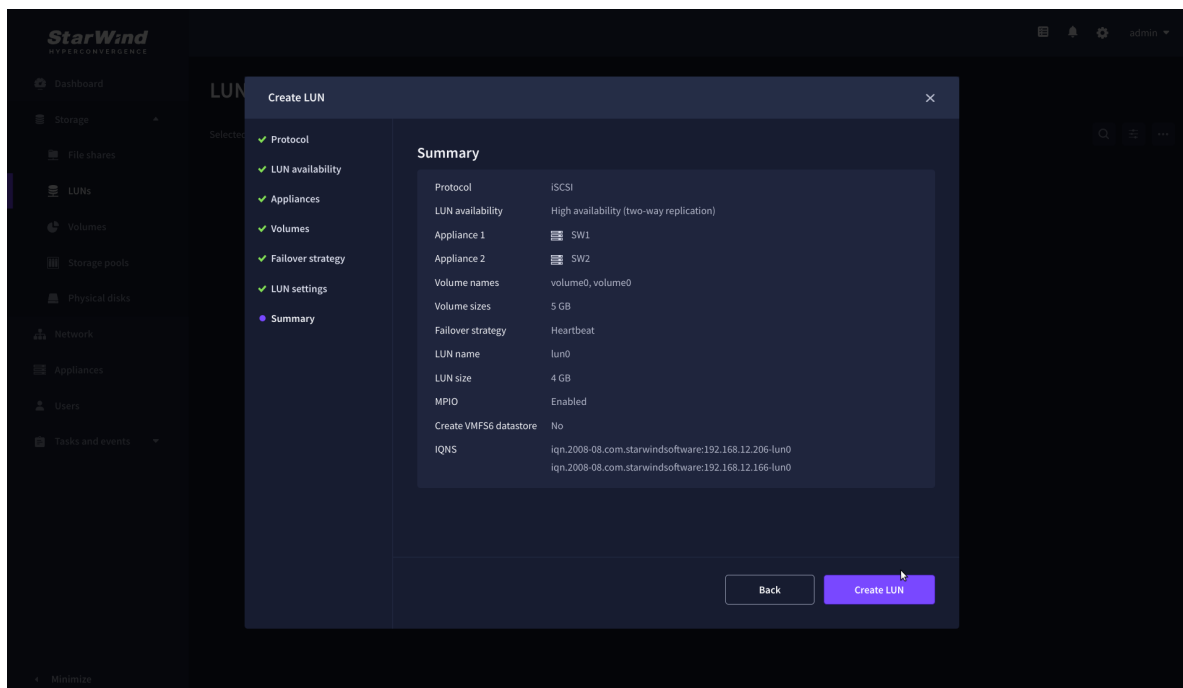 StarWind
HYPERCONVERGENCE
admin
Dashboard
Storage
File shares
LUNs
Volumes
Storage pools
Physical disks
Network
Appliances
Users
Tasks and events
Minimize
LUN
Selected
Create LUN
Protocol
LUN availability
Appliances
Volumes
Failover strategy
LUN settings
Summary
Summary
Protocol iSCSI
LUN availability High availability (two-way replication)
Appliance 1 SW1
Appliance 2 SW2
Volume names volume0, volume0
Volume sizes 5 GB
Failover strategy Heartbeat
LUN name lun0
LUN size 4 GB
MPIO Enabled
Create VMFS6 datastore No
IQNS iqn.2008-08.com.starwindsoftware:192.168.12.206-lun0
iqn.2008-08.com.starwindsoftware:192.168.12.166-lun0
Back Create LUN